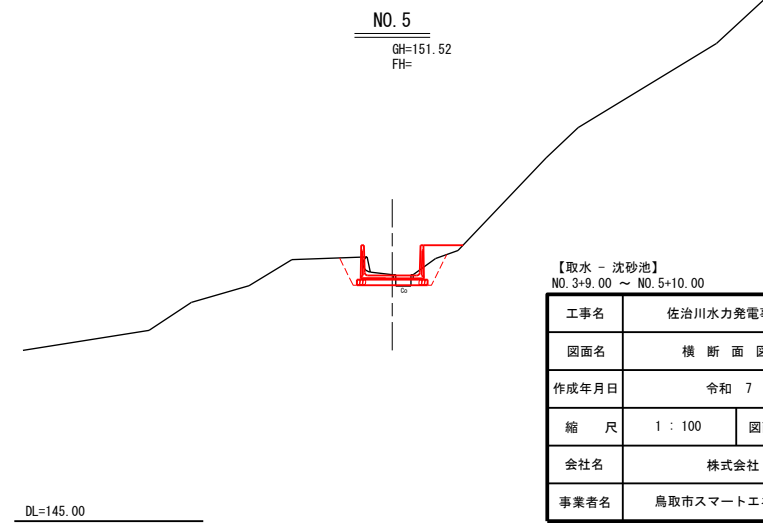 NO.5
GH=151.52
FH=
Co
【取水 - 沈砂池】
NO.3+9.00 ～ NO.5+10.00
工事名 佐治川水力発電
図面名 横 断 面 図
作成年月日 令和 7
縮 尺 1 : 100 図
会社名 株式会社
事業者名 鳥取市スマートエ
DL=145.00